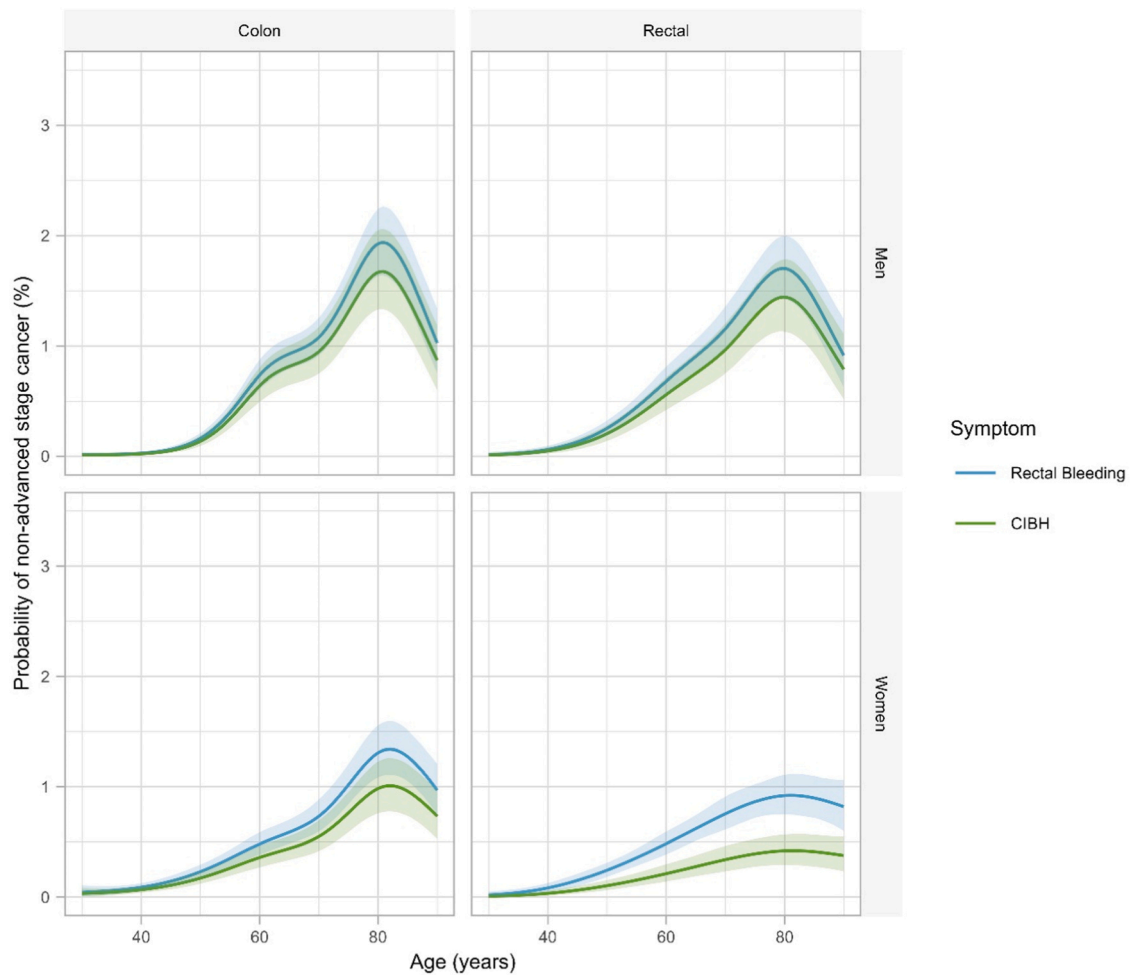 Colon
Rectal
Probability of non-advanced stage cancer (%)
3
2
1
0
Men
3
2
1
0
Women
40
60
80
40
60
80
Age (years)
Symptom
Rectal Bleeding
CIBH